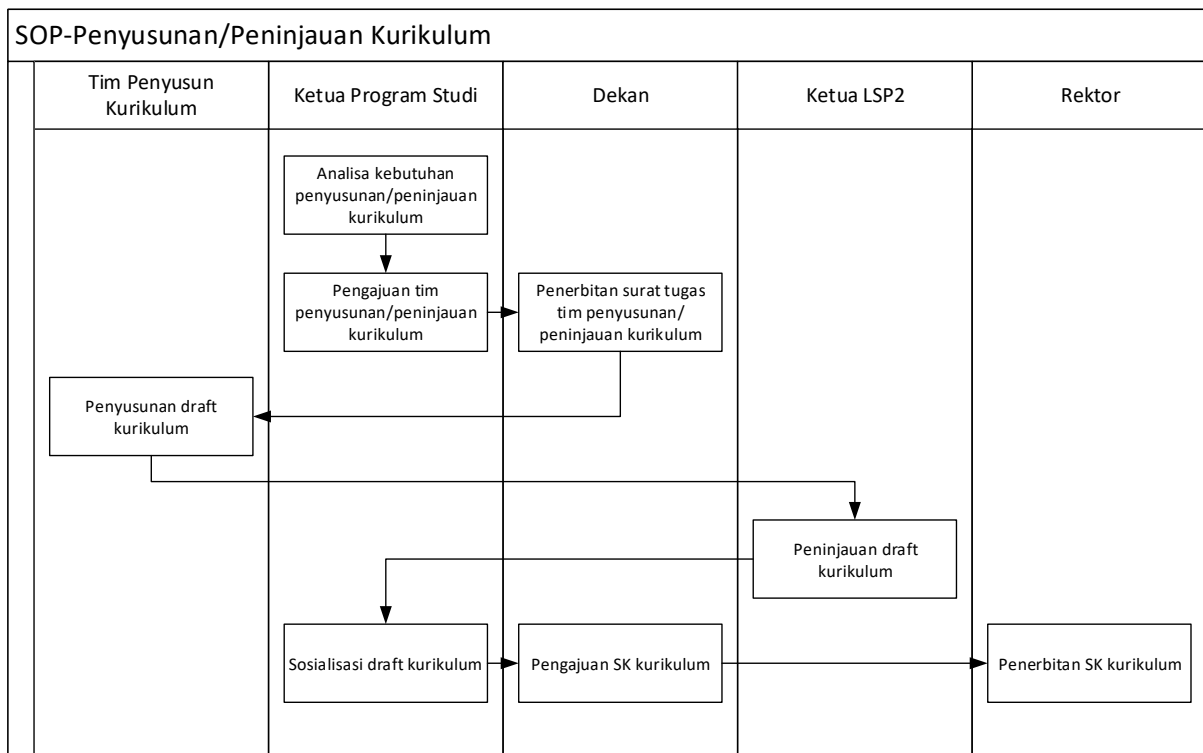 SOP-Penyusunan/Peninjauan Kurikulum
Tim Penyusun
Kurikulum
Ketua Program Studi
Dekan
Ketua LSP2
Rektor
Analisa kebutuhan
penyusunan/peninjauan
kurikulum
Pengajuan tim
penyusunan/peninjauan
kurikulum
Penerbitan surat tugas
tim penyusunan/
peninjauan kurikulum
Penyusunan draft
kurikulum
Peninjauan draft
kurikulum
Sosialisasi draft kurikulum
Pengajuan SK kurikulum
Penerbitan SK kurikulum